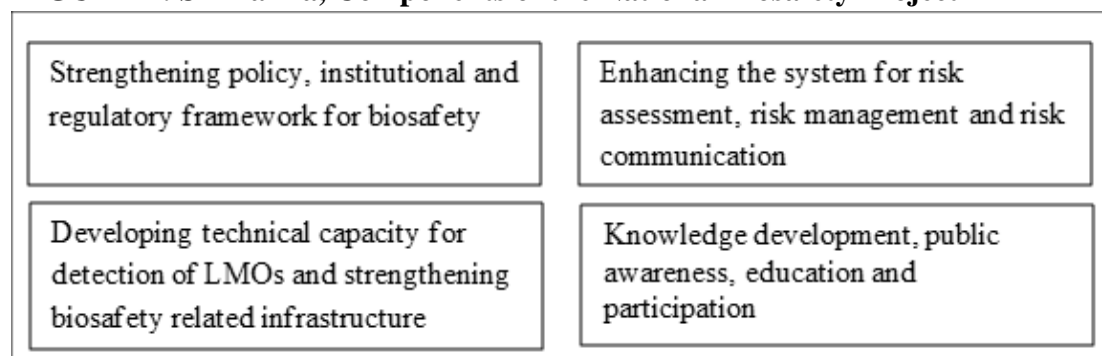 Strengthening policy, institutional and
regulatory framework for biosafety
Enhancing the system for risk
assessment, risk management and risk
communication
Developing technical capacity for
detection of LMOs and strengthening
biosafety related infrastructure
Knowledge development, public
awareness, education and
participation